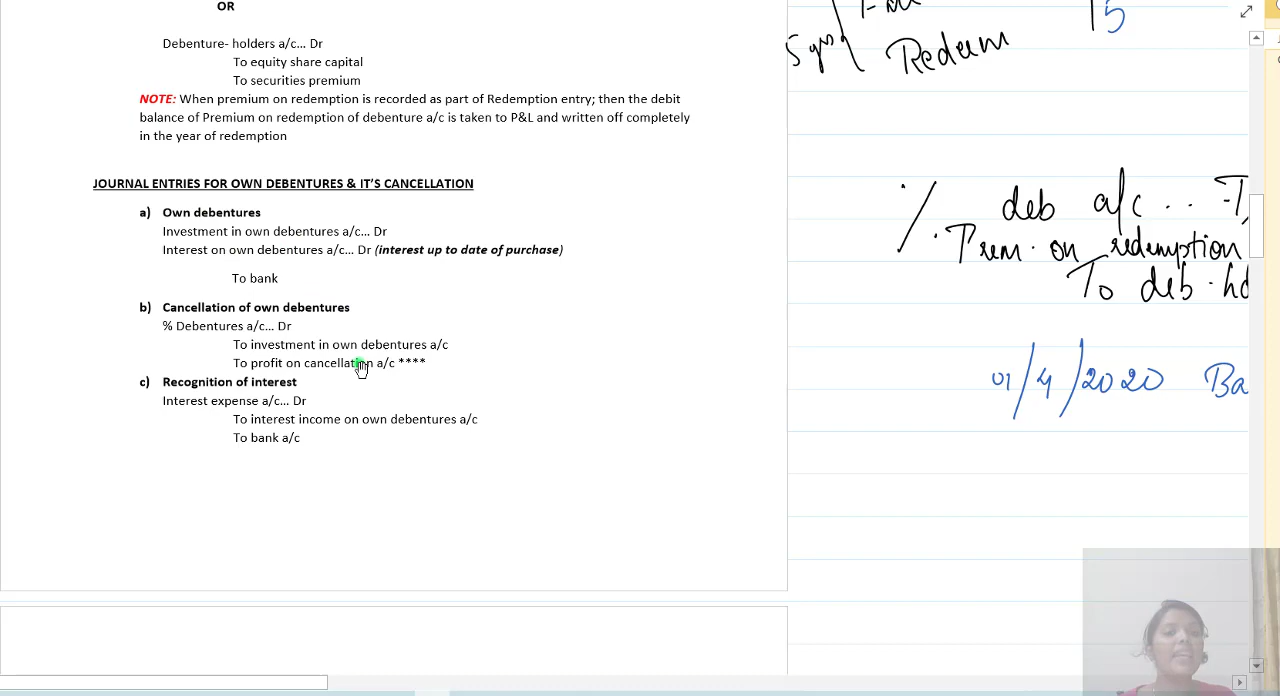 OR
Debenture- holders a/c... Dr
To equity share capital
To securities premium
NOTE: When premium on redemption is recorded as part of Redemption entry; then the debit
balance of Premium on redemption of debenture a/c is taken to P&L and written off completely
in the year of redemption
JOURNAL ENTRIES FOR OWN DEBENTURES & IT'S CANCELLATION
a) Own debentures
Investment in own debentures a/c... Dr
Interest on own debentures a/c... Dr (interest up to date of purchase)
To bank
b) Cancellation of own debentures
% Debentures a/c... Dr
To investment in own debentures a/c
To profit on cancellation a/c ****
c) Recognition of interest
Interest expense a/c... Dr
To interest income on own debentures a/c
To bank a/c
15
5 yrs Redeem
% deb a/c ..
Prem. on redemption
To deb. ho
01/4/2020 Ba